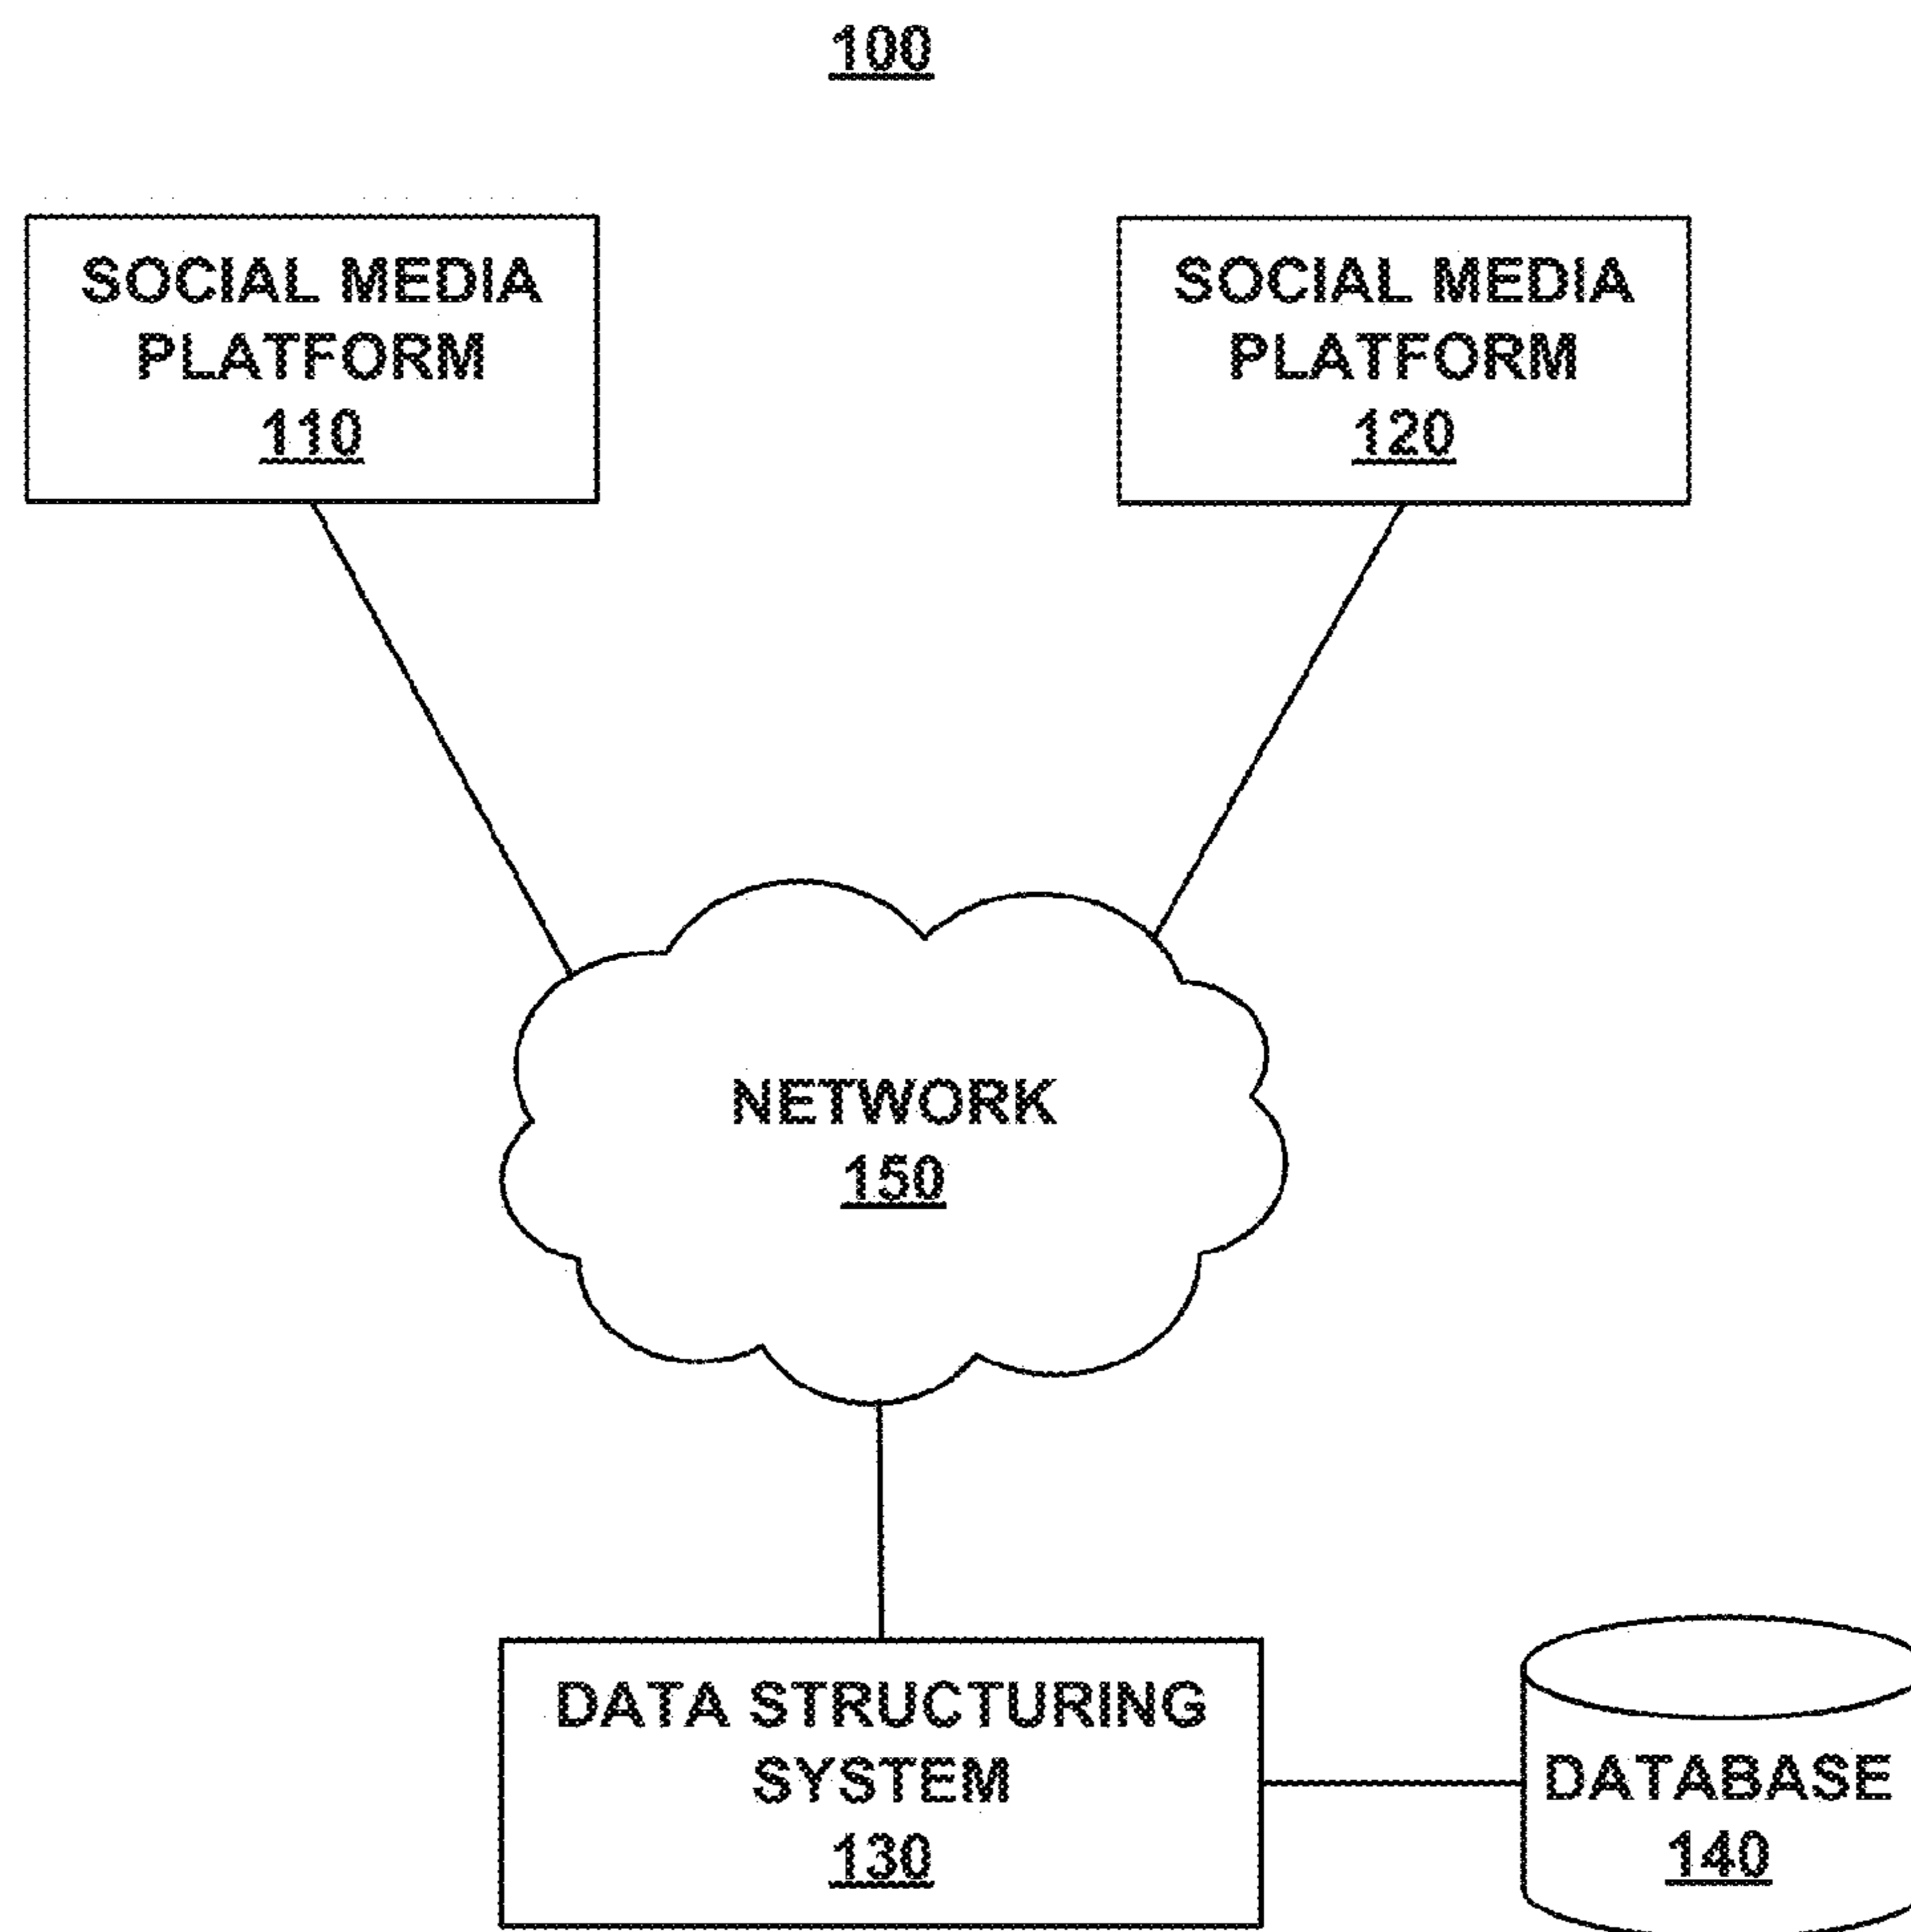 100
SOCIAL MEDIA
PLATFORM
110
SOCIAL MEDIA
PLATFORM
120
NETWORK
150
DATA STRUCTURING
SYSTEM
130
DATABASE
140